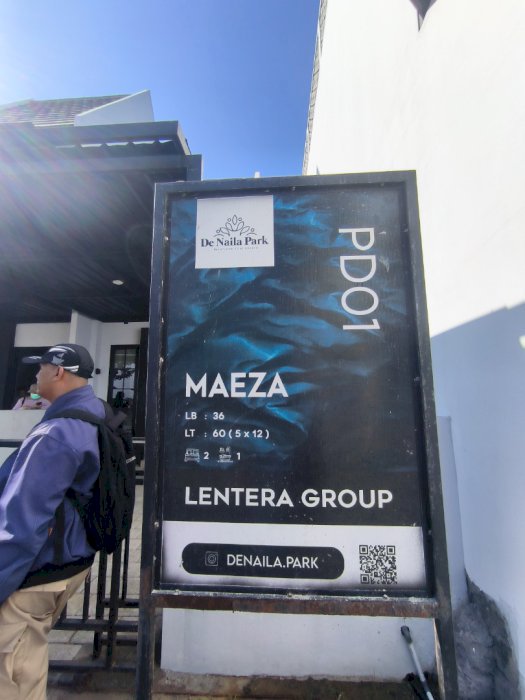 De Naila Park
PD01
MAEZA
LB : 36
LT : 60 ( 5 x 12 )
2 1
LENTERA GROUP
DENAILA.PARK